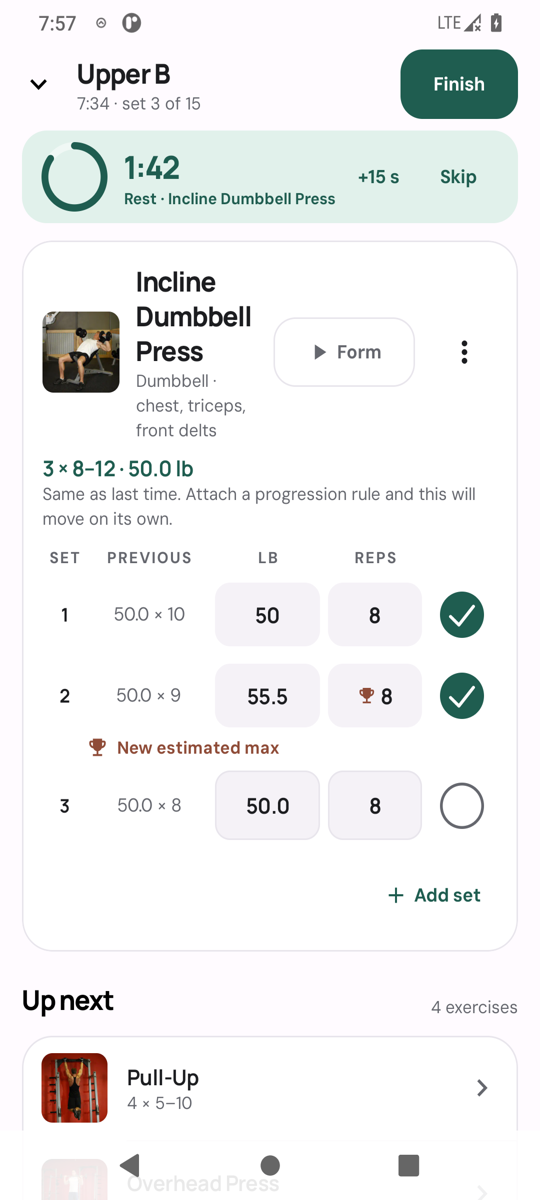 7:57
LTE
Upper B
7:34 · set 3 of 15
Finish
1:42
Rest · Incline Dumbbell Press
+15 s
Skip
Incline
Dumbbell
Press
Dumbbell ·
chest, triceps,
front delts
Form
3 × 8–12 · 50.0 lb
Same as last time. Attach a progression rule and this will
move on its own.
SET PREVIOUS LB REPS
1 50.0 × 10 50 8
2 50.0 × 9 55.5 8
New estimated max
3 50.0 × 8 50.0 8
+ Add set
Up next
4 exercises
Pull-Up
4 × 5–10
Overhead Press